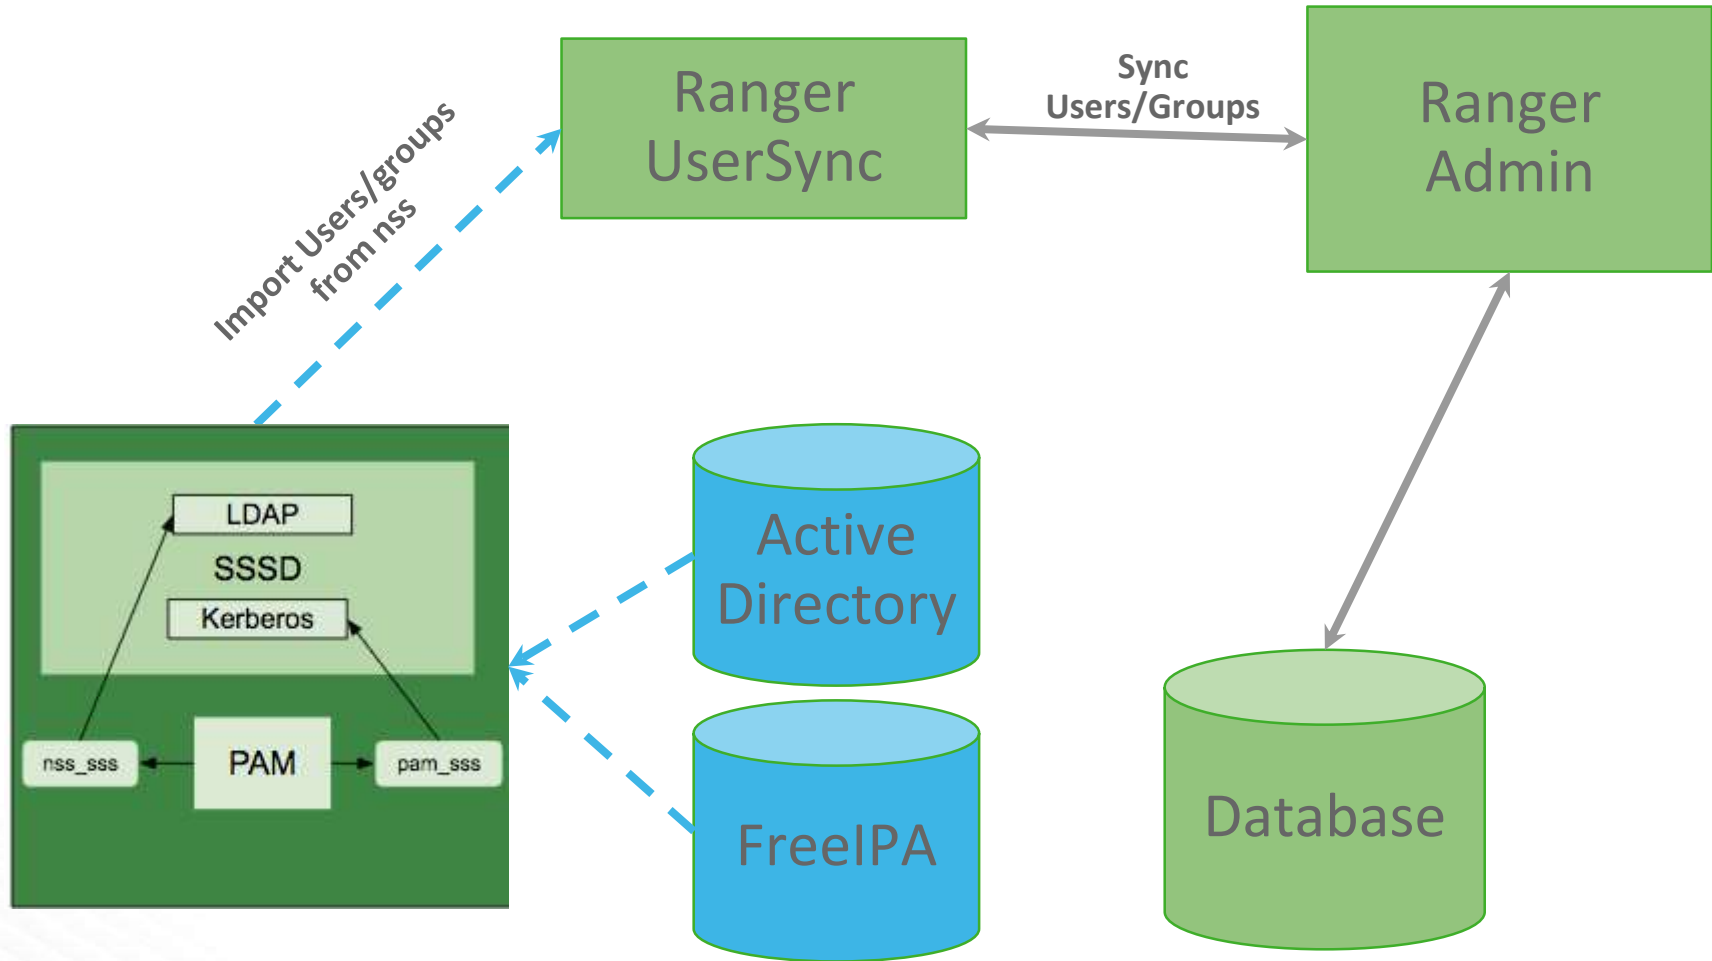 Ranger
UserSync
Sync
Users/Groups
Ranger
Admin
Import Users/groups
from nss
LDAP
SSSD
Kerberos
nss_sss
PAM
pam_sss
Active
Directory
FreeIPA
Database